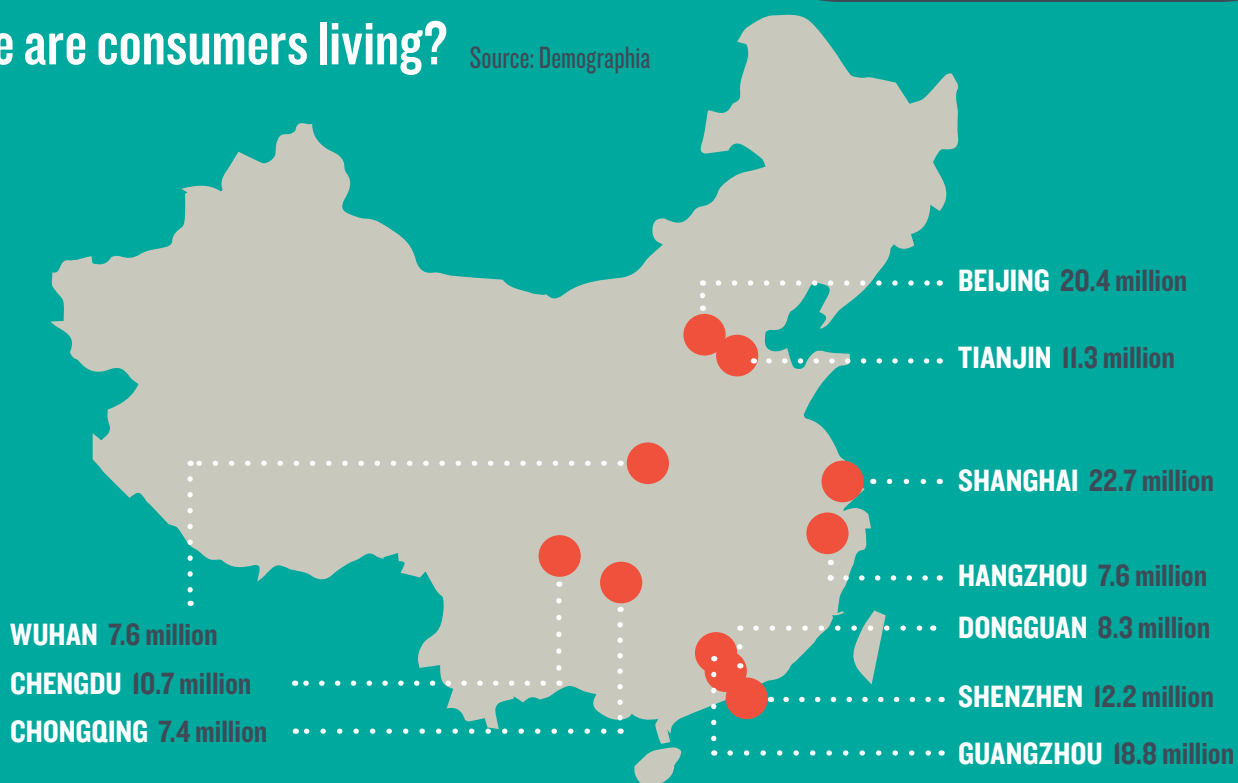 e are consumers living? Source: Demographia
BEIJING 20.4 million
TIANJIN 11.3 million
SHANGHAI 22.7 million
HANGZHOU 7.6 million
DONGGUAN 8.3 million
SHENZHEN 12.2 million
GUANGZHOU 18.8 million
WUHAN 7.6 million
CHENGDU 10.7 million
CHONGQING 7.4 million